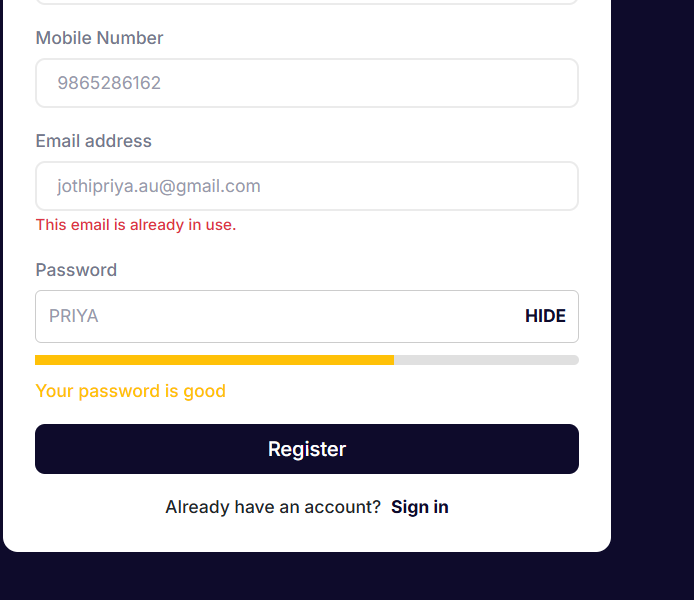 Mobile Number
9865286162
Email address
jothipriya.au@gmail.com
This email is already in use.
Password
PRIYA HIDE
Your password is good
Register
Already have an account? Sign in